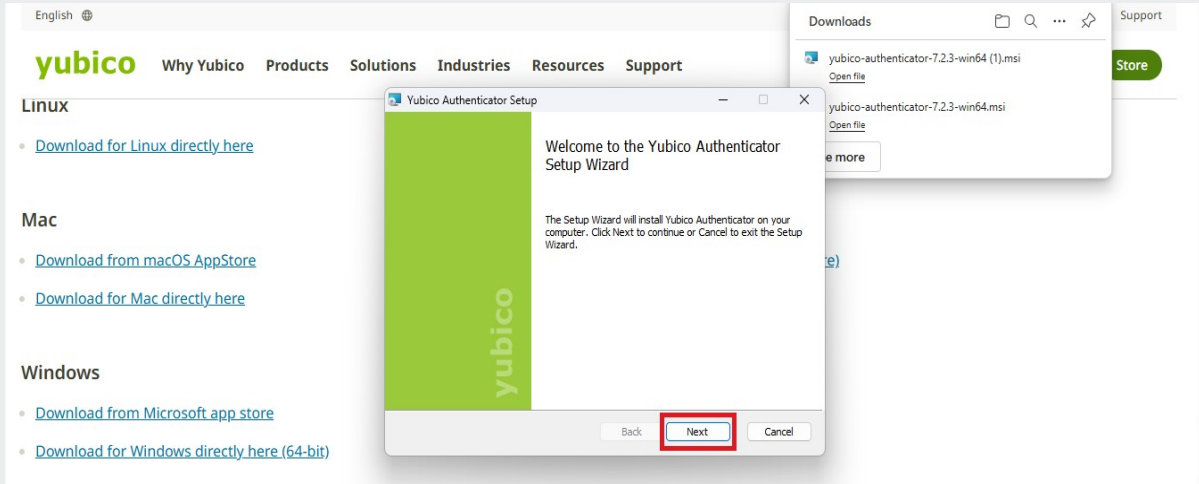 English
Support
yubico
Why Yubico
Products
Solutions
Industries
Resources
Support
Store
Downloads
yubico-authenticator-7.2.3-win64 (1).msi
Open file
yubico-authenticator-7.2.3-win64.msi
Open file
e more
Linux
Download for Linux directly here
Mac
Download from macOS AppStore
Download for Mac directly here
re)
Windows
Download from Microsoft app store
Download for Windows directly here (64-bit)
Yubico Authenticator Setup
Welcome to the Yubico Authenticator
Setup Wizard
The Setup Wizard will install Yubico Authenticator on your
computer. Click Next to continue or Cancel to exit the Setup
Wizard.
yubico
Back
Next
Cancel